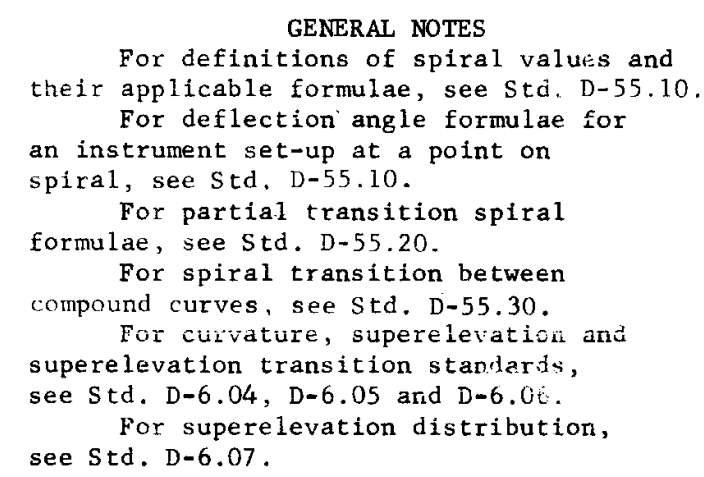 GENERAL NOTES
For definitions of spiral values and
their applicable formulae, see Std. D-55.10.
For deflection angle formulae for
an instrument set-up at a point on
spiral, see Std. D-55.10.
For partial transition spiral
formulae, see Std. D-55.20.
For spiral transition between
compound curves, see Std. D-55.30.
For curvature, superelevation and
superelevation transition standards,
see Std. D-6.04, D-6.05 and D-6.06.
For superelevation distribution,
see Std. D-6.07.